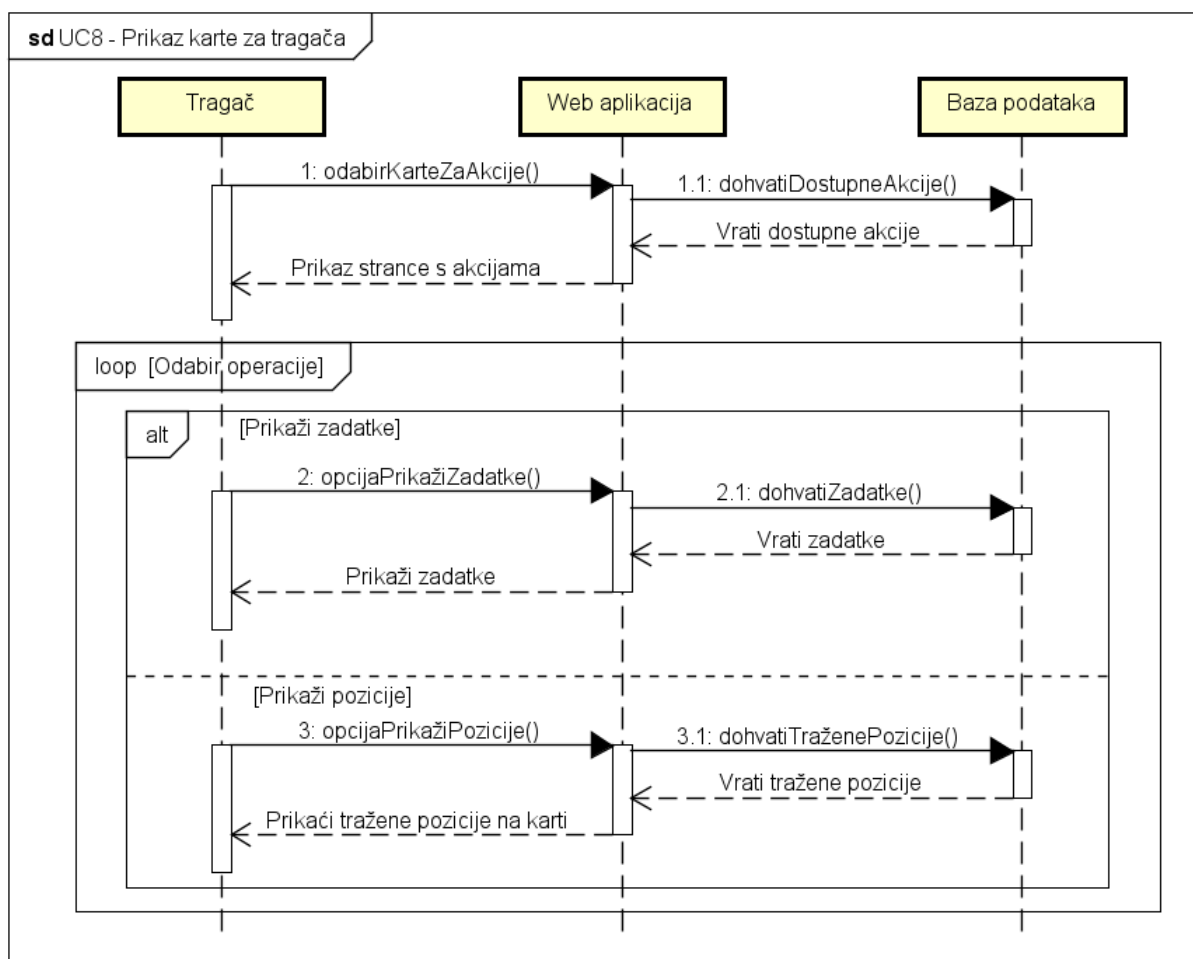 sd UC8 - Prikaz karte za tragača
Tragač
Web aplikacija
Baza podataka
1: odabirKarteZaAkcije()
1.1: dohvatiDostupneAkcije()
Vrati dostupne akcije
Prikaz strance s akcijama
loop [Odabir operacije]
alt
[Prikaži zadatke]
2: opcijaPrikažiZadatke()
2.1: dohvatiZadatke()
Vrati zadatke
Prikaži zadatke
[Prikaži pozicije]
3: opcijaPrikažiPozicije()
3.1: dohvatiTraženePozicije()
Vrati tražene pozicije
Prikaći tražene pozicije na karti